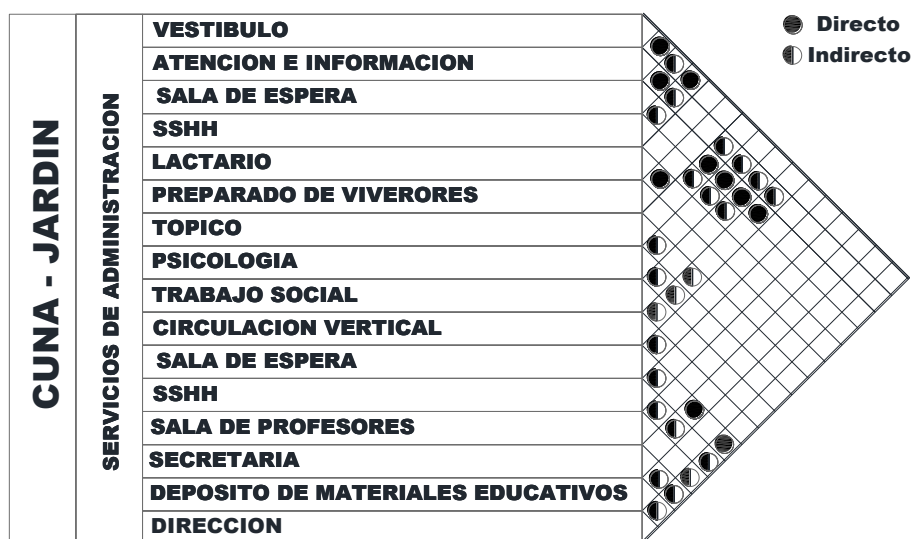 CUNA - JARDIN
SERVICIOS DE ADMINISTRACION
VESTIBULO
ATENCION E INFORMACION
SALA DE ESPERA
SSHH
LACTARIO
PREPARADO DE VIVERORES
TOPICO
PSICOLOGIA
TRABAJO SOCIAL
CIRCULACION VERTICAL
SALA DE ESPERA
SSHH
SALA DE PROFESORES
SECRETARIA
DEPOSITO DE MATERIALES EDUCATIVOS
DIRECCION
Directo
Indirecto